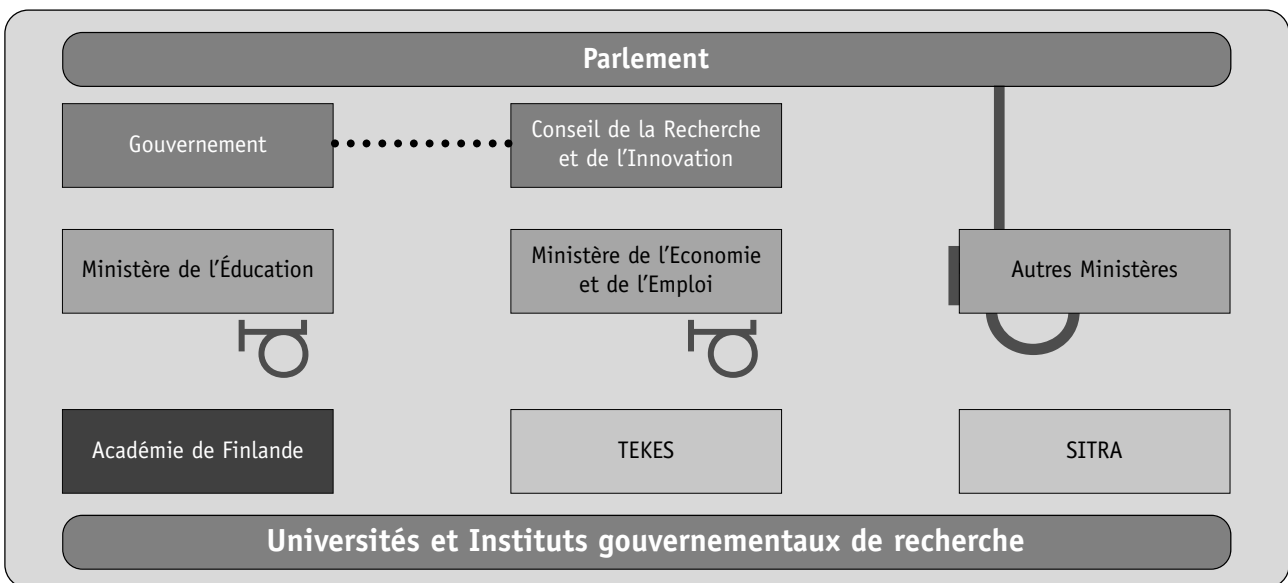 Parlement
Gouvernement
Conseil de la Recherche
et de l'Innovation
Ministère de l'Éducation
Ministère de l'Economie
et de l'Emploi
Autres Ministères
Académie de Finlande
TEKES
SITRA
Universités et Instituts gouvernementaux de recherche